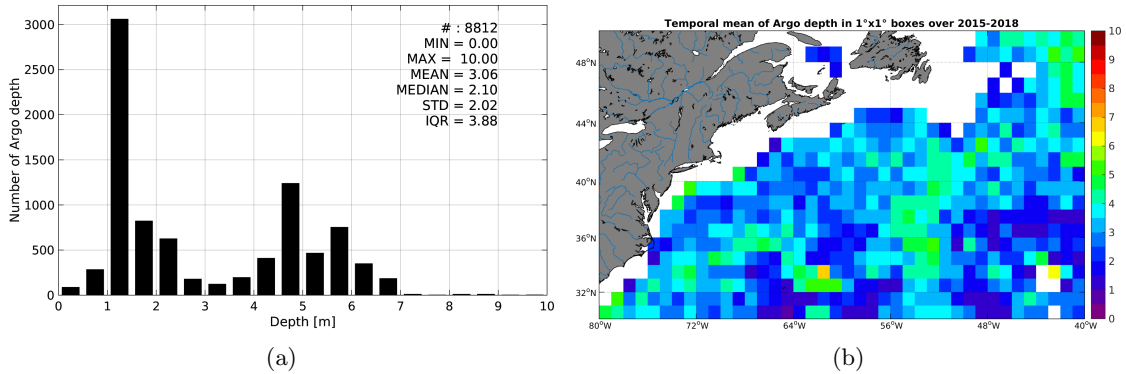 3000
2500
2000
1500
1000
500
0
Number of Argo depth
# : 8812
MIN = 0.00
MAX = 10.00
MEAN = 3.06
MEDIAN = 2.10
STD = 2.02
IQR = 3.88
0 1 2 3 4 5 6 7 8 9 10
Depth [m]
(a)
Temporal mean of Argo depth in 1°x1° boxes over 2015-2018
48°N
44°N
40°N
36°N
32°N
80°W 72°W 64°W 56°W 48°W 40°W
10
9
8
7
6
5
4
3
2
1
0
(b)